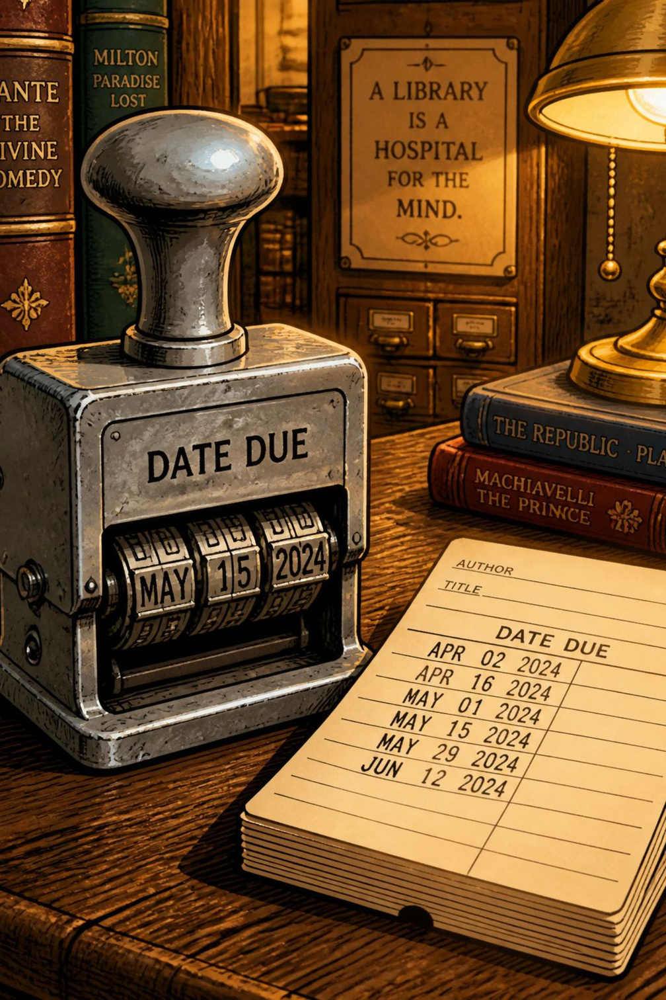 ANTE
THE
IVINE
OMEDY
MILTON
PARADISE
LOST
A LIBRARY
IS A
HOSPITAL
FOR THE
MIND.
DATE DUE
MAY 15 2024
THE REPUBLIC · PLA
MACHIAVELLI
THE PRINCE
AUTHOR
TITLE
DATE DUE
APR 02 2024
APR 16 2024
MAY 01 2024
MAY 15 2024
MAY 29 2024
JUN 12 2024